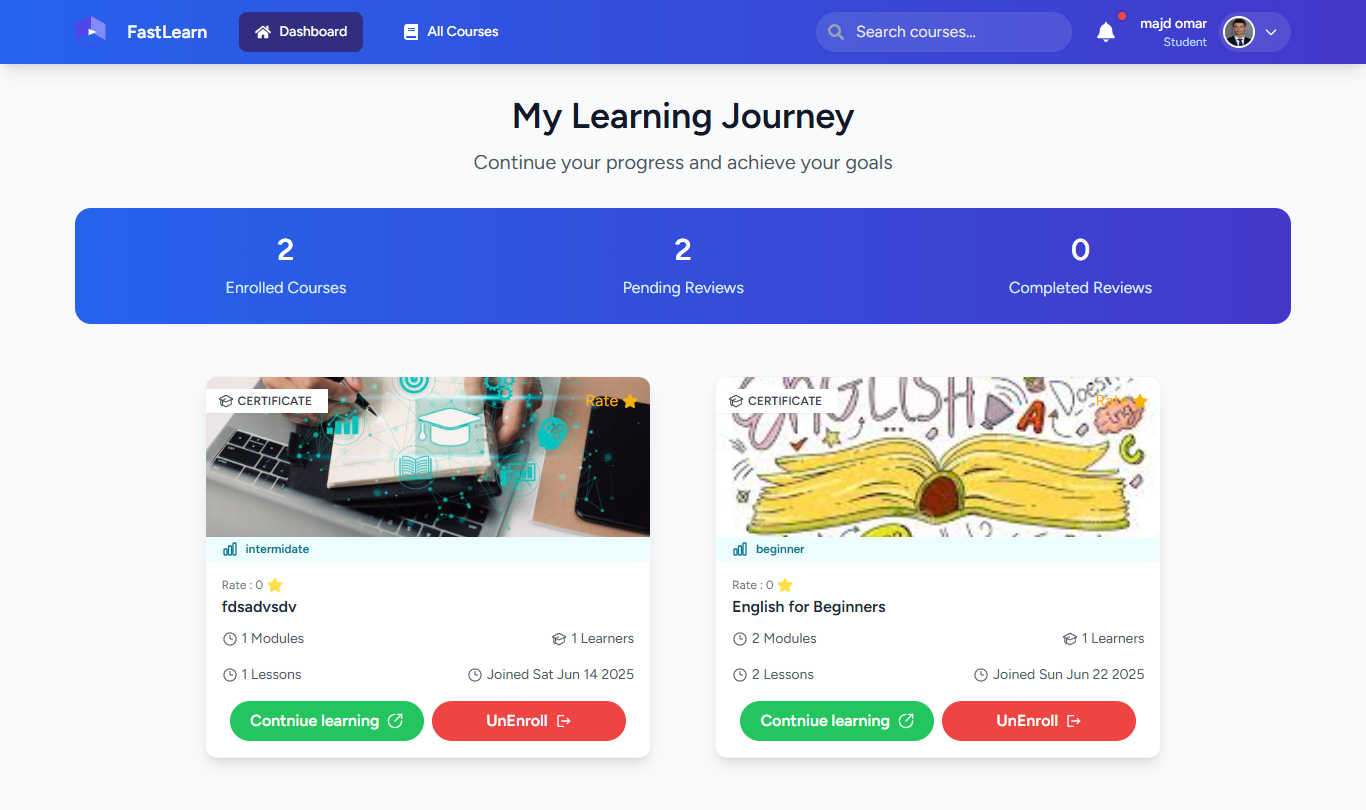 FastLearn
Dashboard
All Courses
Search courses...
majd omar
Student
My Learning Journey
Continue your progress and achieve your goals
2
Enrolled Courses
2
Pending Reviews
0
Completed Reviews
CERTIFICATE
Rate
intermidate
Rate : 0
fdsadvsdv
1 Modules
1 Learners
1 Lessons
Joined Sat Jun 14 2025
Contniue learning
UnEnroll
CERTIFICATE
Rate
ENGLISH
Doesn't
A
C
beginner
Rate : 0
English for Beginners
2 Modules
1 Learners
2 Lessons
Joined Sun Jun 22 2025
Contniue learning
UnEnroll